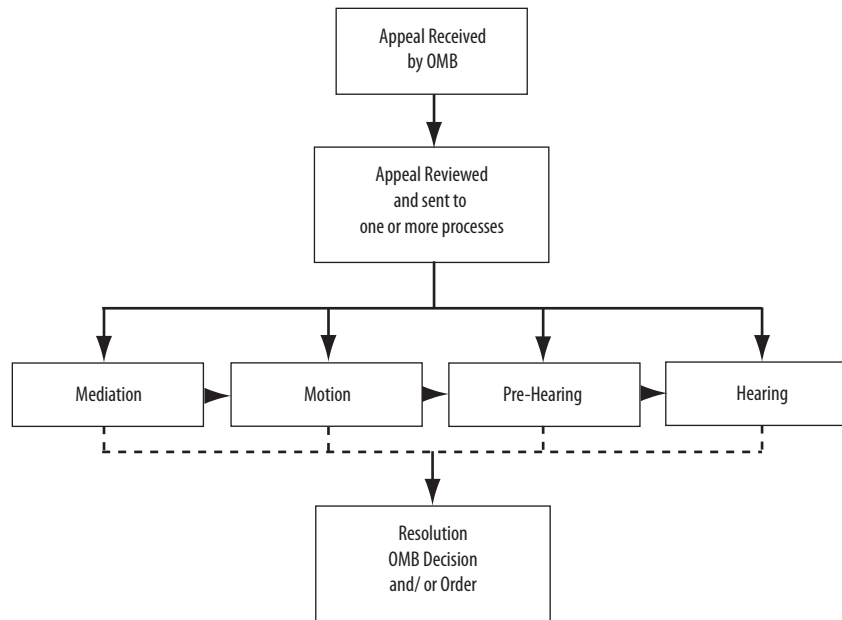 Appeal Received
by OMB
Appeal Reviewed
and sent to
one or more processes
Mediation
Motion
Pre-Hearing
Hearing
Resolution
OMB Decision
and/ or Order